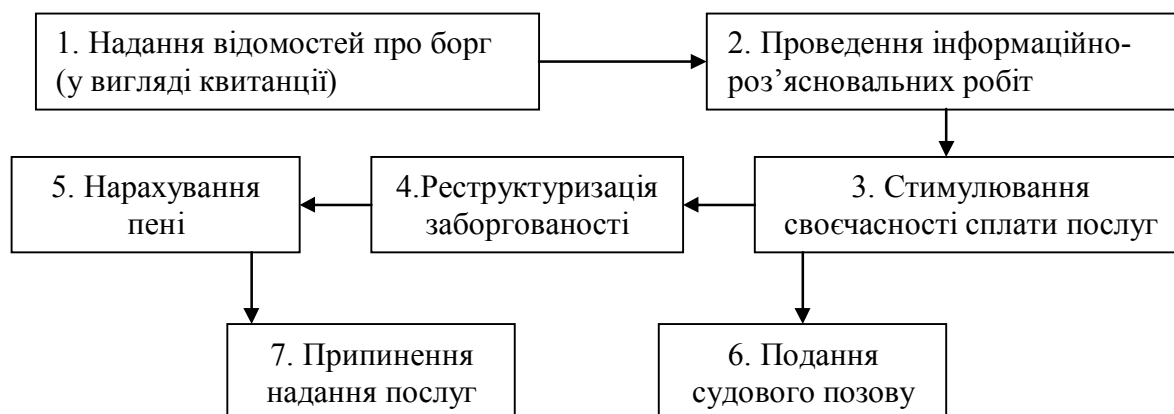 1. Надання відомостей про борг
(у вигляді квитанції)
2. Проведення інформаційно-
роз’яснювальних робіт
5. Нарахування
пені
4.Реструктуризація
заборгованості
3. Стимулювання
своєчасності сплати послуг
7. Припинення
надання послуг
6. Подання
судового позову